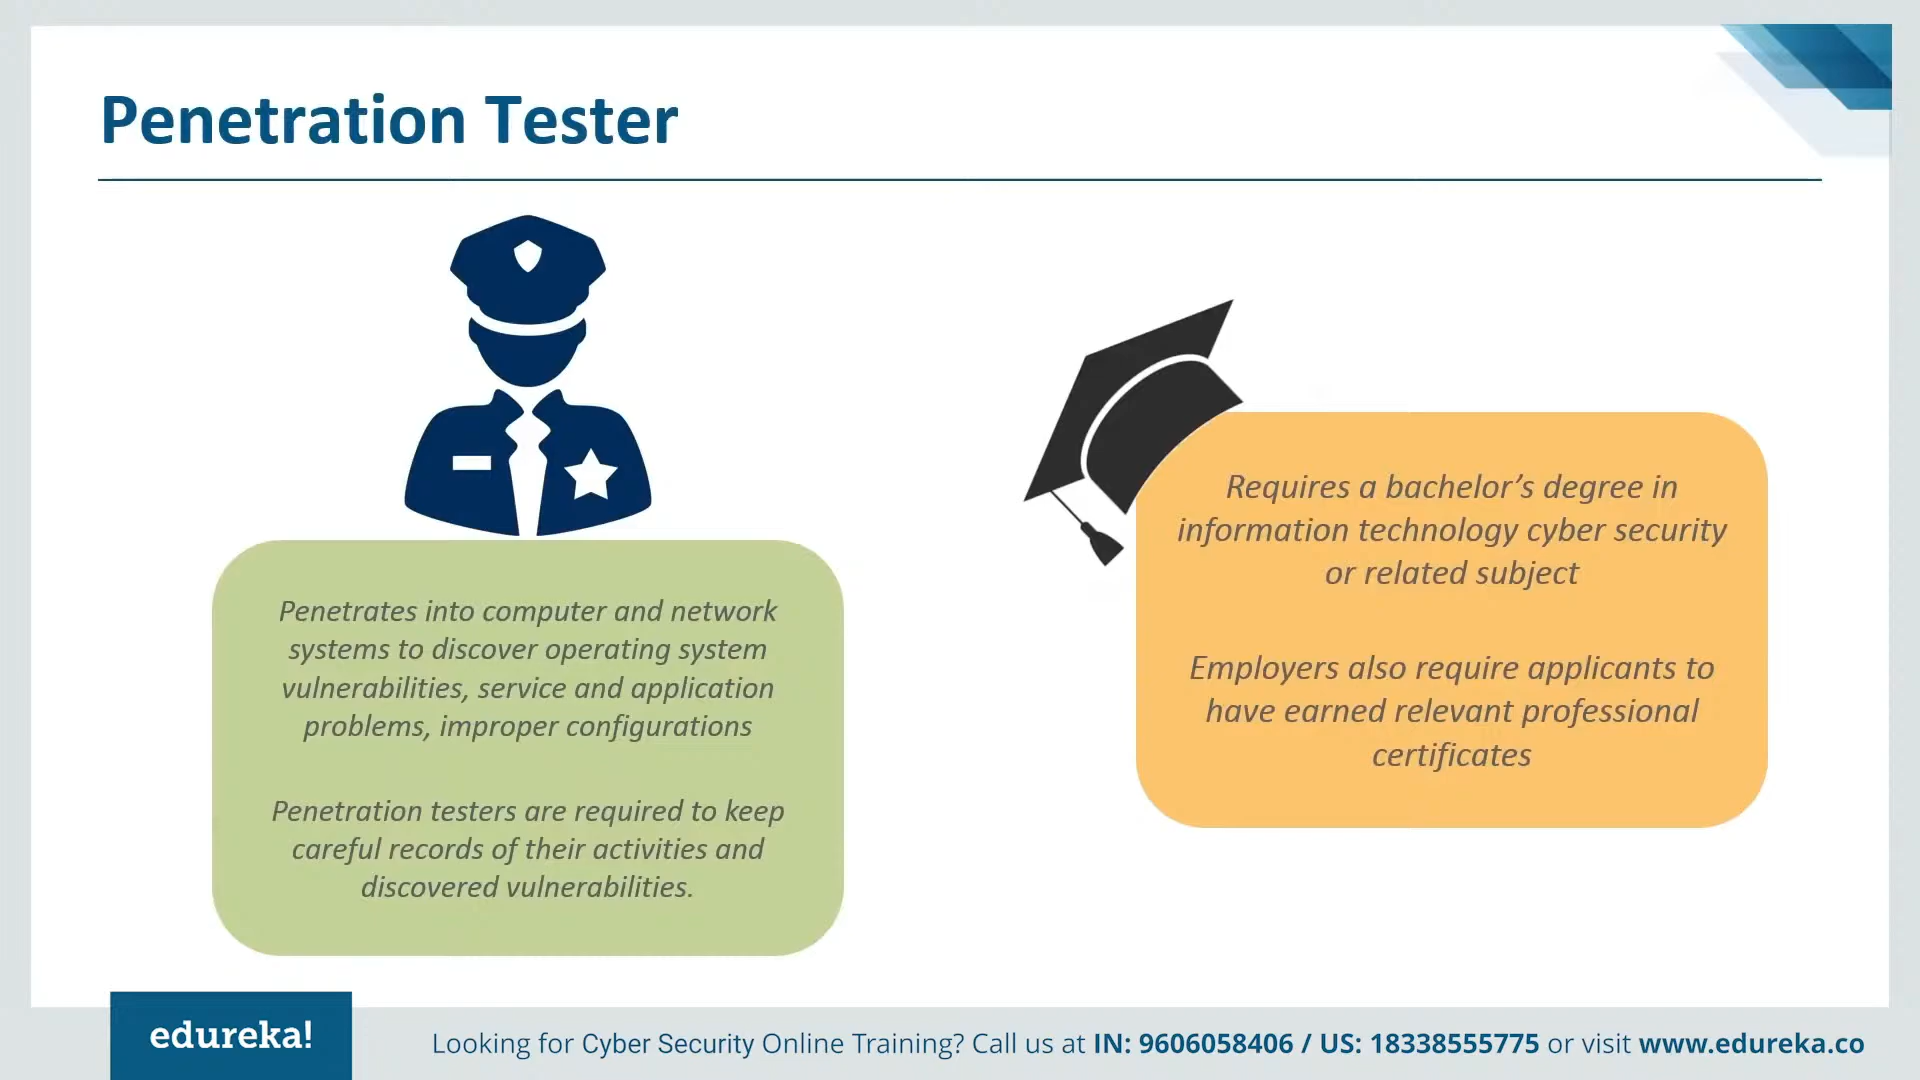 Penetration Tester
Penetrates into computer and network
systems to discover operating system
vulnerabilities, service and application
problems, improper configurations
Penetration testers are required to keep
careful records of their activities and
discovered vulnerabilities.
Requires a bachelor’s degree in
information technology cyber security
or related subject
Employers also require applicants to
have earned relevant professional
certificates
edureka!
Looking for Cyber Security Online Training? Call us at IN: 9606058406 / US: 18338555775 or visit www.edureka.co